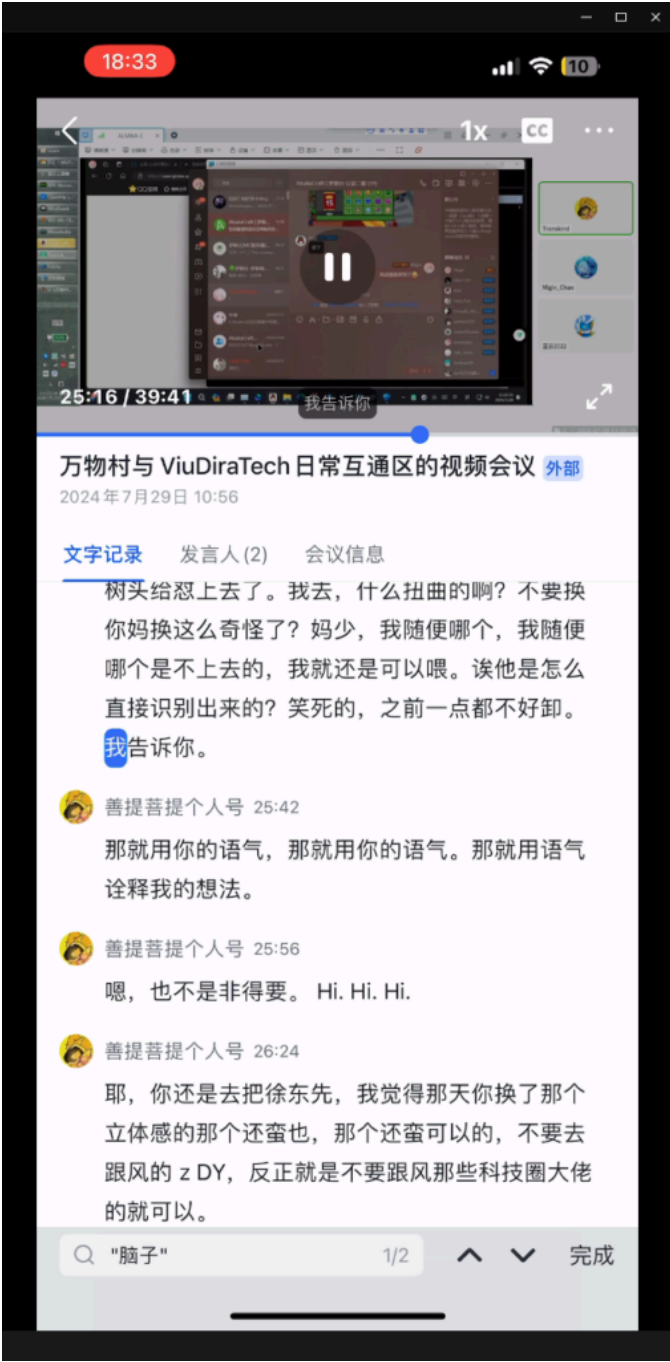 18:33
10
1x
CC
Transkind
Migin_Chae
25:16 / 39:41
我告诉你
万物村与 ViuDiraTech 日常互通区的视频会议 外部
2024年7月29日 10:56
文字记录
发言人(2)
会议信息
树头给怼上去了。我去，什么扭曲的啊？不要换
你妈换这么奇怪了？妈少，我随便哪个，我随便
哪个是不上去的，我就还是可以喂。诶他是怎么
直接识别出来的？笑死的，之前一点都不好卸。
我告诉你。
善提菩提个人号 25:42
那就用你的语气，那就用你的语气。那就用语气
诠释我的想法。
善提菩提个人号 25:56
嗯，也不是非得要。 Hi. Hi. Hi.
善提菩提个人号 26:24
耶，你还是去把徐东先，我觉得那天你换了那个
立体感的那个还蛮也，那个还蛮可以的，不要去
跟风的 z DY，反正就是不要跟风那些科技圈大佬
的就可以。
"脑子"
1/2
完成